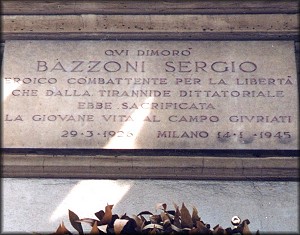 QVI DIMORÒ
BAZZONI SERGIO
EROICO COMBATTENTE PER LA LIBERTÀ
CHE DALLA TIRANNIDE DITTATORIALE
EBBE SACRIFICATA
LA GIOVANE VITA AL CAMPO GIVRIATI
29-3-1926 MILANO 14-1-1945